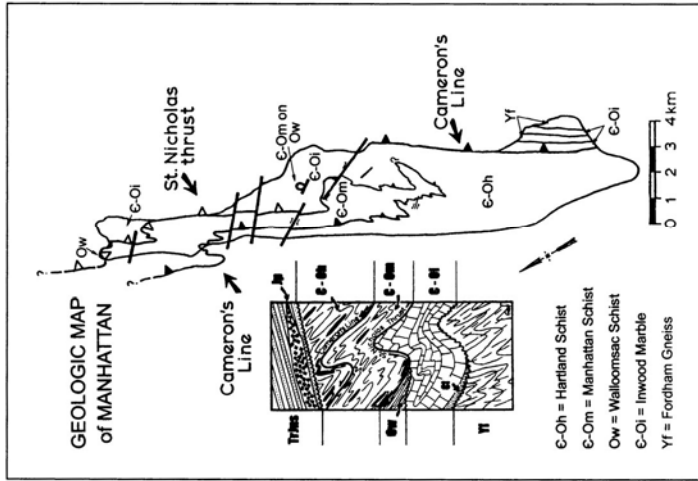 GEOLOGIC MAP
of MANHATTAN
?
?
Ow
Є-Oi
St. Nicholas
thrust
Є-Om on
Ow
Є-Oi
Є-Om
Cameron's
Line
Cameron's
Line
Є-Oh
Yf
Є-Oi
0 1 2 3 4 km
Є-Oh
Є-Om
Є-Oi
Ow
Yf
Є-Oh = Hartland Schist
Є-Om = Manhattan Schist
Ow = Walloomsac Schist
Є-Oi = Inwood Marble
Yf = Fordham Gneiss